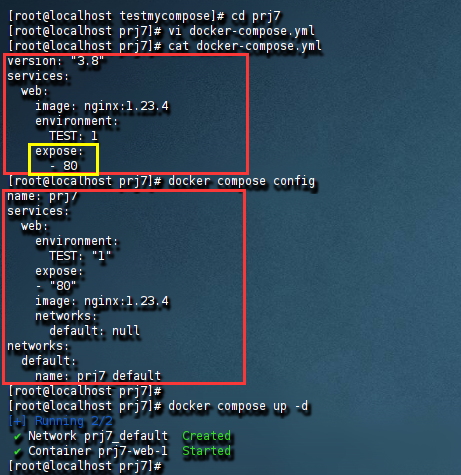 [root@localhost testmycompose]# cd prj7
[root@localhost prj7]# vi docker-compose.yml
[root@localhost prj7]# cat docker-compose.yml
version: "3.8"
services:
  web:
    image: nginx:1.23.4
    environment:
      TEST: 1
    expose:
      - 80
[root@localhost prj7]# docker compose config
name: prj7
services:
  web:
    environment:
      TEST: "1"
    expose:
    - "80"
    image: nginx:1.23.4
    networks:
      default: null
networks:
  default:
    name: prj7_default
[root@localhost prj7]#
[root@localhost prj7]# docker compose up -d
[+] Running 2/2
 ✔ Network prj7_default  Created
 ✔ Container prj7-web-1  Started
[root@localhost prj7]#